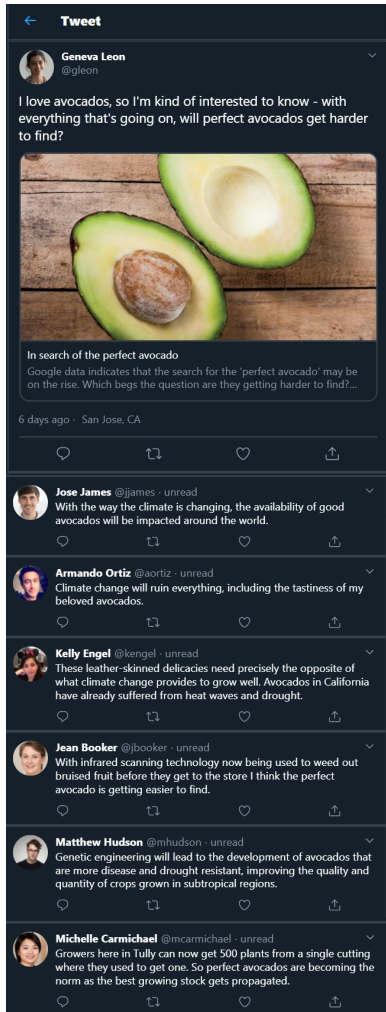 Tweet
Geneva Leon
@gleon
I love avocados, so I'm kind of interested to know - with
everything that's going on, will perfect avocados get harder
to find?
In search of the perfect avocado
Google data indicates that the search for the 'perfect avocado' may be
on the rise. Which begs the question are they getting harder to find?...
6 days ago · San Jose, CA
Jose James @jjames · unread
With the way the climate is changing, the availability of good
avocados will be impacted around the world.
Armando Ortiz @aortiz · unread
Climate change will ruin everything, including the tastiness of my
beloved avocados.
Kelly Engel @kengel · unread
These leather-skinned delicacies need precisely the opposite of
what climate change provides to grow well. Avocados in California
have already suffered from heat waves and drought.
Jean Booker @jbooker · unread
With infrared scanning technology now being used to weed out
bruised fruit before they get to the store I think the perfect
avocado is getting easier to find.
Matthew Hudson @mhudson · unread
Genetic engineering will lead to the development of avocados that
are more disease and drought resistant, improving the quality and
quantity of crops grown in subtropical regions.
Michelle Carmichael @mcarmichael · unread
Growers here in Tully can now get 500 plants from a single cutting
where they used to get one. So perfect avocados are becoming the
norm as the best growing stock gets propagated.